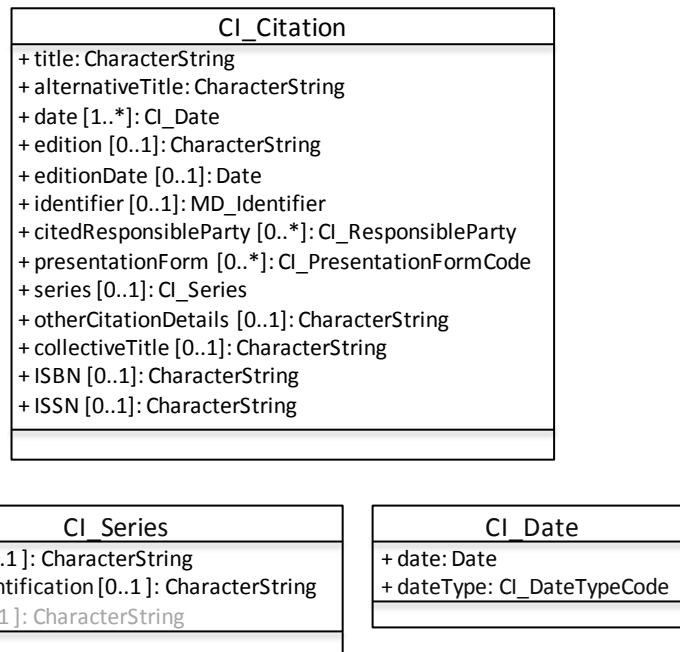 CI_Citation
+ title: CharacterString
+ alternativeTitle: CharacterString
+ date [1..*]: CI_Date
+ edition [0..1]: CharacterString
+ editionDate [0..1]: Date
+ identifier [0..1]: MD_Identifier
+ citedResponsibleParty [0..*]: CI_ResponsibleParty
+ presentationForm [0..*]: CI_PresentationFormCode
+ series [0..1]: CI_Series
+ otherCitationDetails [0..1]: CharacterString
+ collectiveTitle [0..1]: CharacterString
+ ISBN [0..1]: CharacterString
+ ISSN [0..1]: CharacterString
CI_Series
..1 ]: CharacterString
ntification [0..1 ]: CharacterString
1 ]: CharacterString
CI_Date
+ date: Date
+ dateType: CI_DateTypeCode